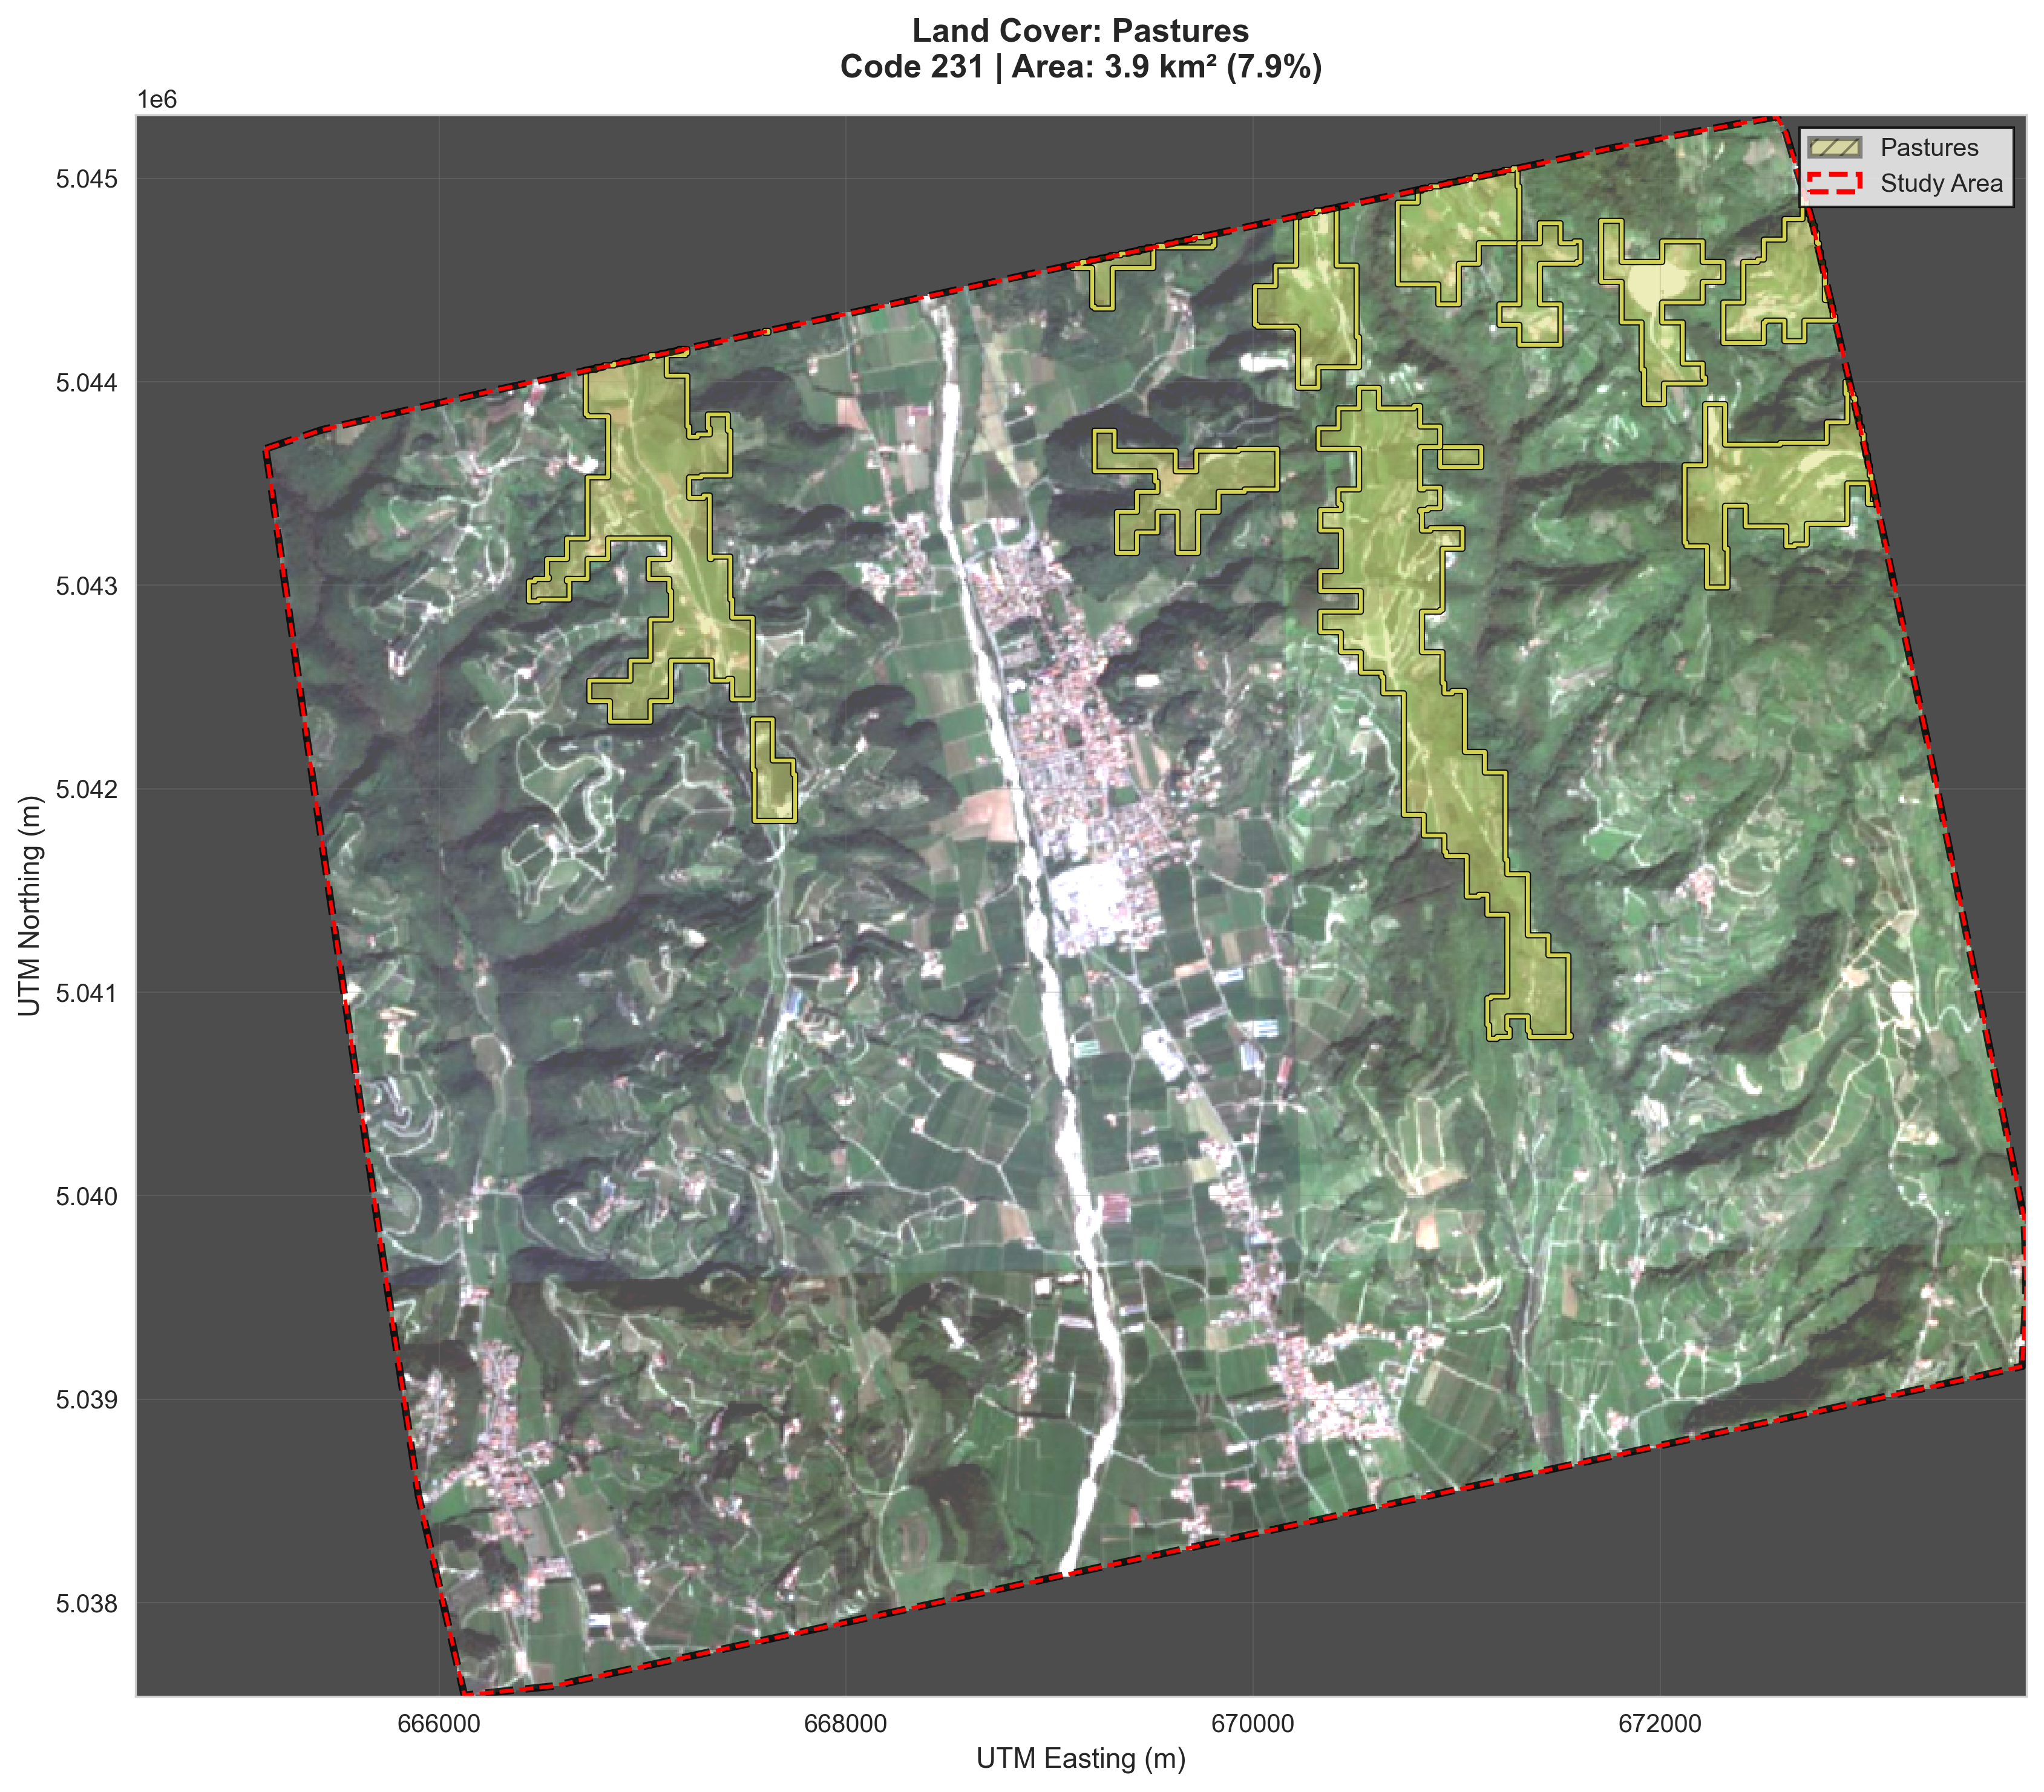 Land Cover: Pastures
Code 231 | Area: 3.9 km² (7.9%)
1e6
Pastures
Study Area
5.045
5.044
5.043
5.042
5.041
5.040
5.039
5.038
UTM Northing (m)
666000
668000
670000
672000
UTM Easting (m)